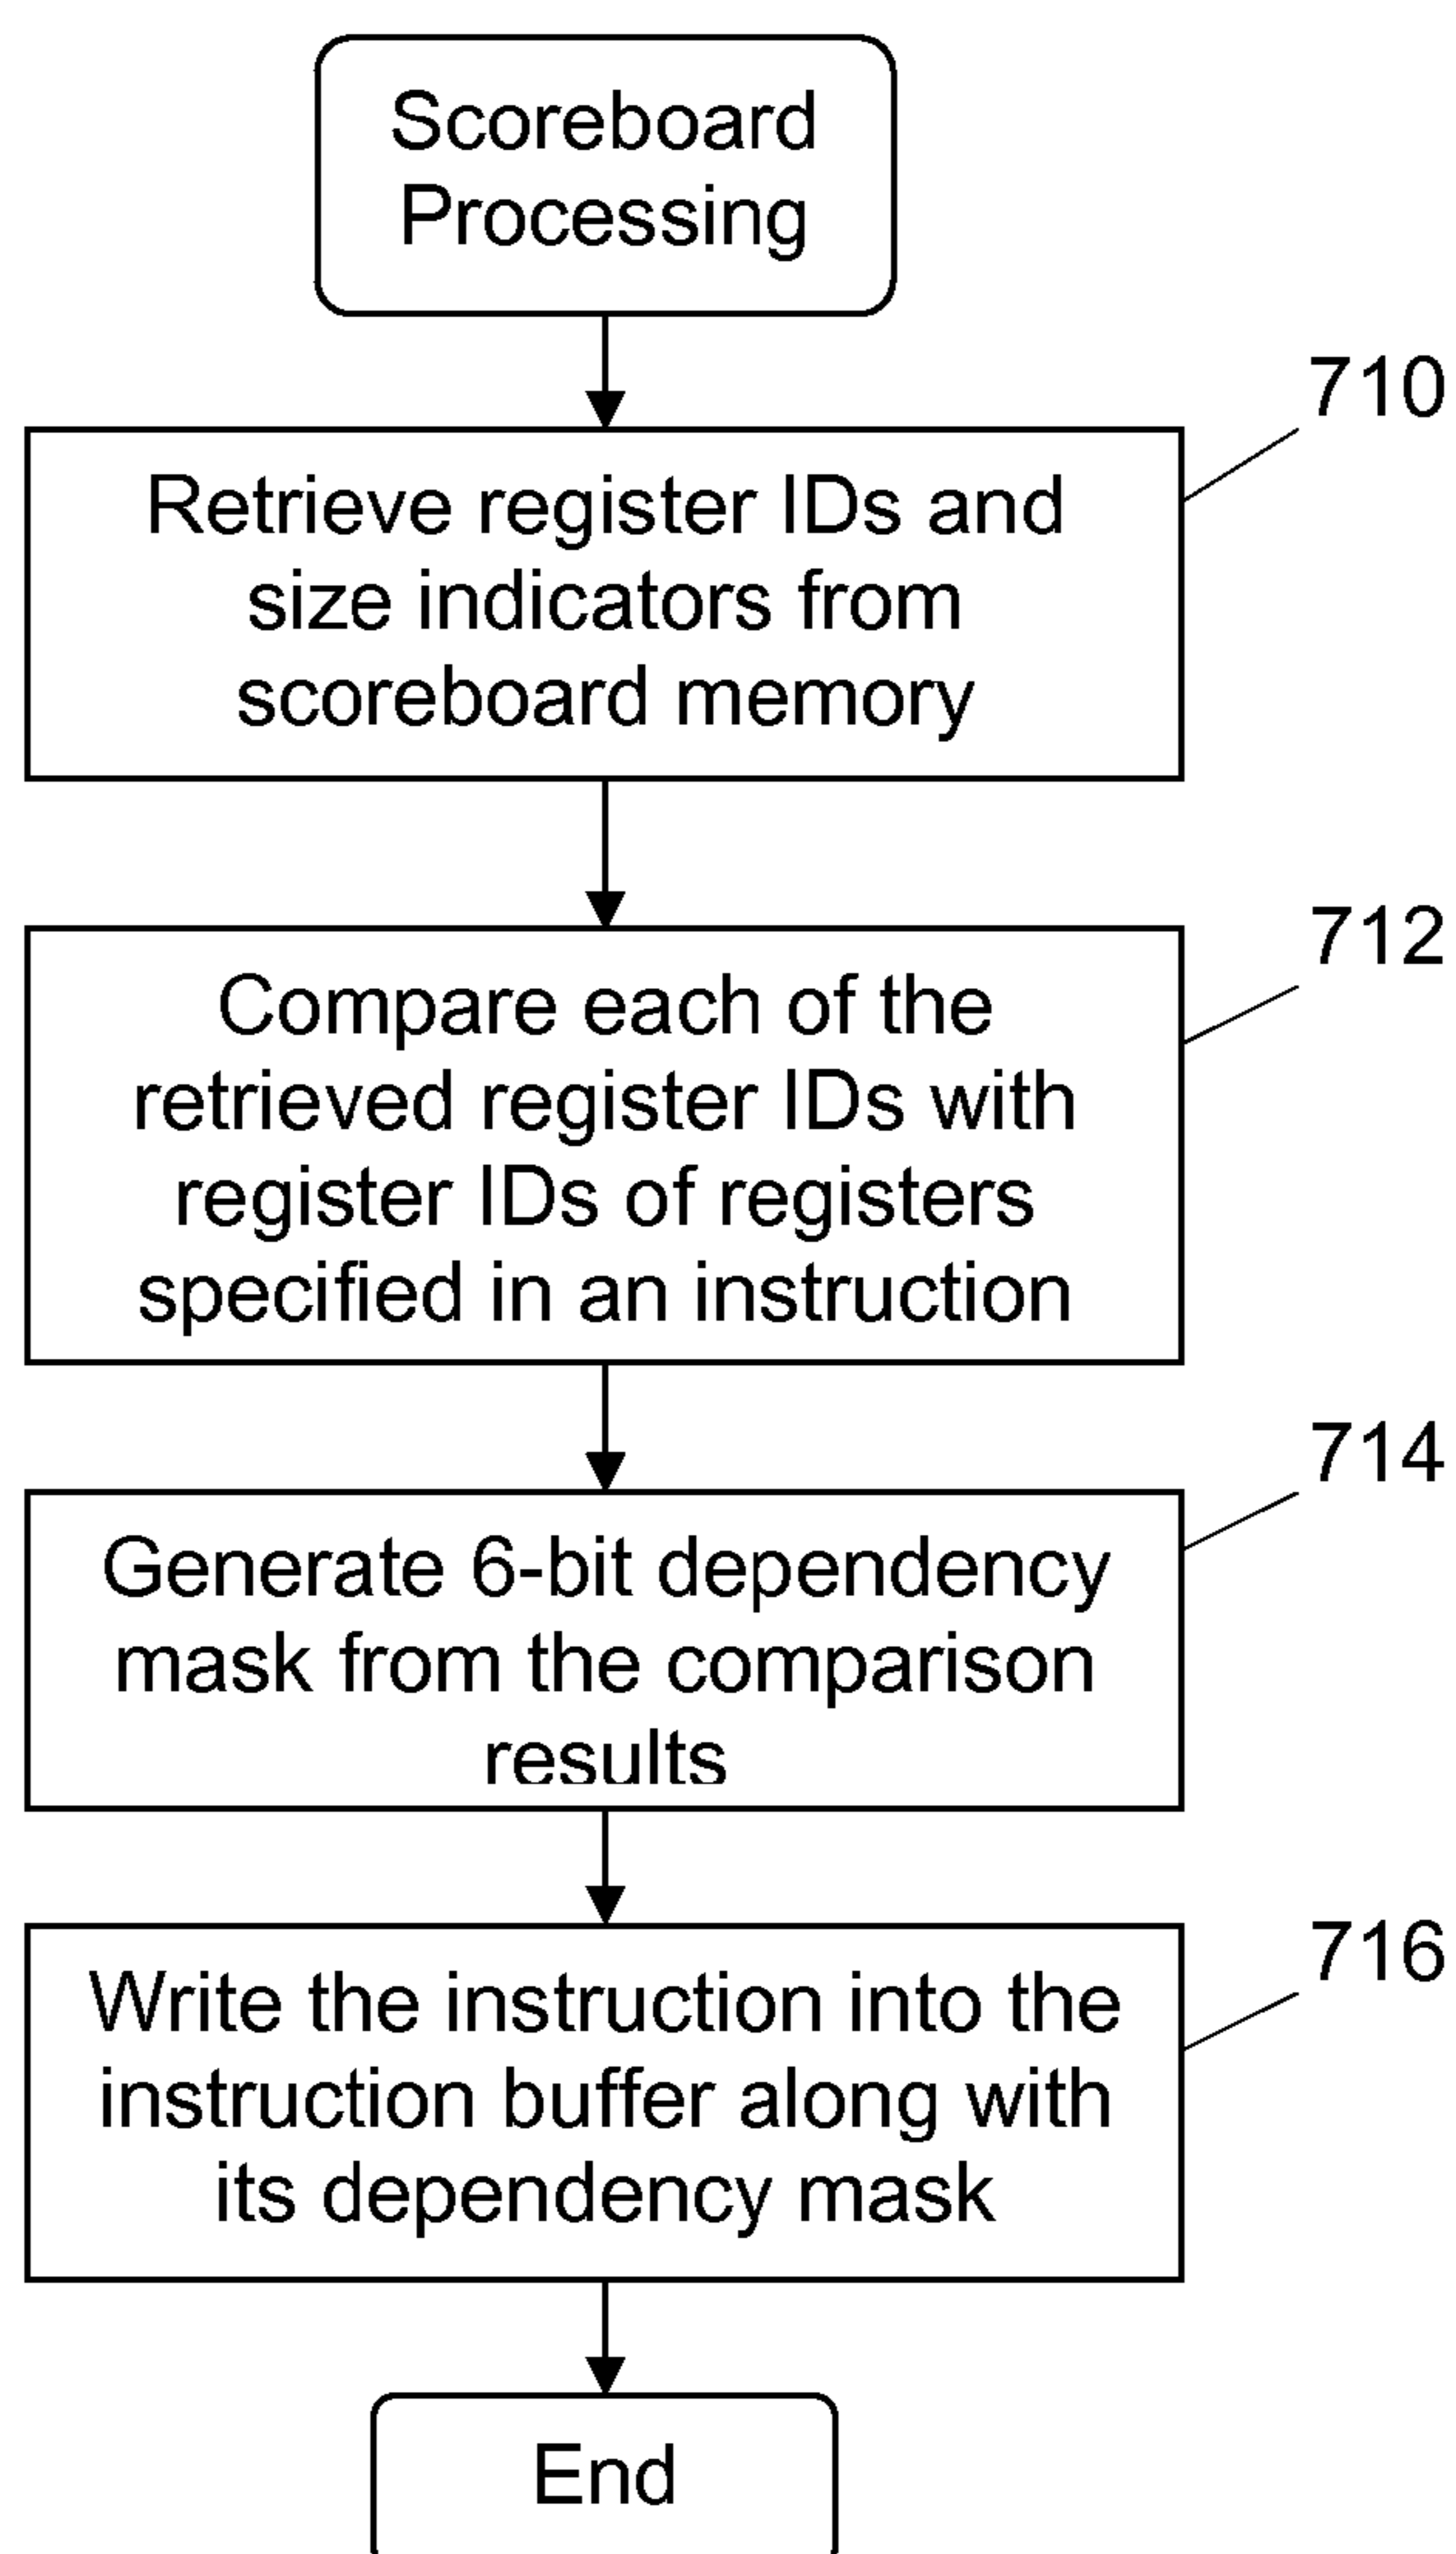 Scoreboard
Processing
710
Retrieve register IDs and
size indicators from
scoreboard memory
712
Compare each of the
retrieved register IDs with
register IDs of registers
specified in an instruction
714
Generate 6-bit dependency
mask from the comparison
results
716
Write the instruction into the
instruction buffer along with
its dependency mask
End